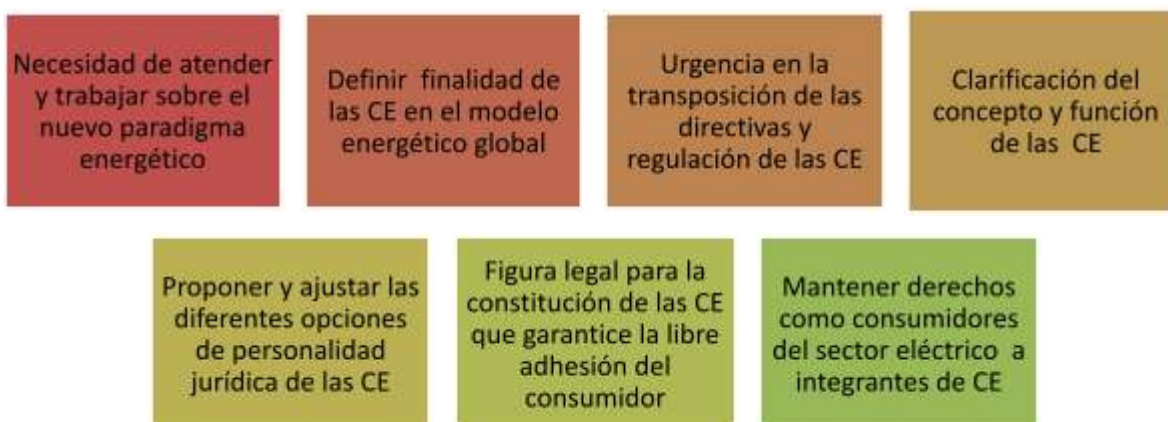 Necesidad de atender
y trabajar sobre el
nuevo paradigma
energético
Definir finalidad de
las CE en el modelo
energético global
Urgencia en la
transposición de las
directivas y
regulación de las CE
Clarificación del
concepto y función
de las CE
Proponer y ajustar las
diferentes opciones
de personalidad
jurídica de las CE
Figura legal para la
constitución de las CE
que garantice la libre
adhesión del
consumidor
Mantener derechos
como consumidores
del sector eléctrico a
integrantes de CE